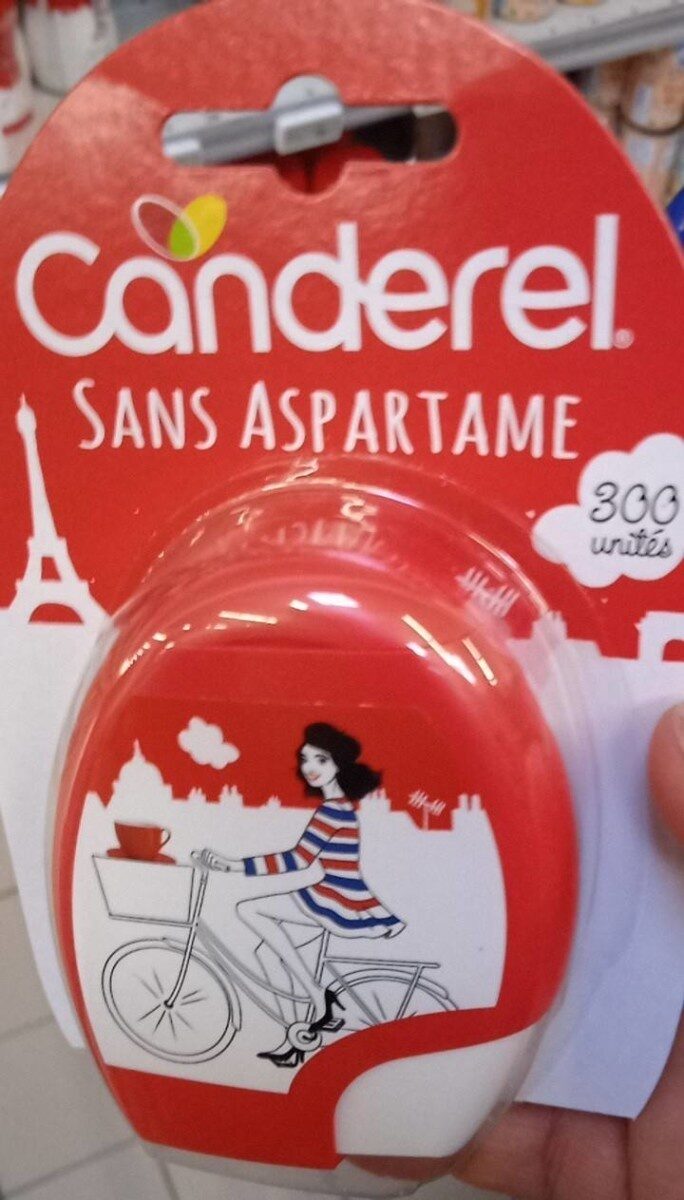 Canderel
SANS ASPARTAME
300
unités